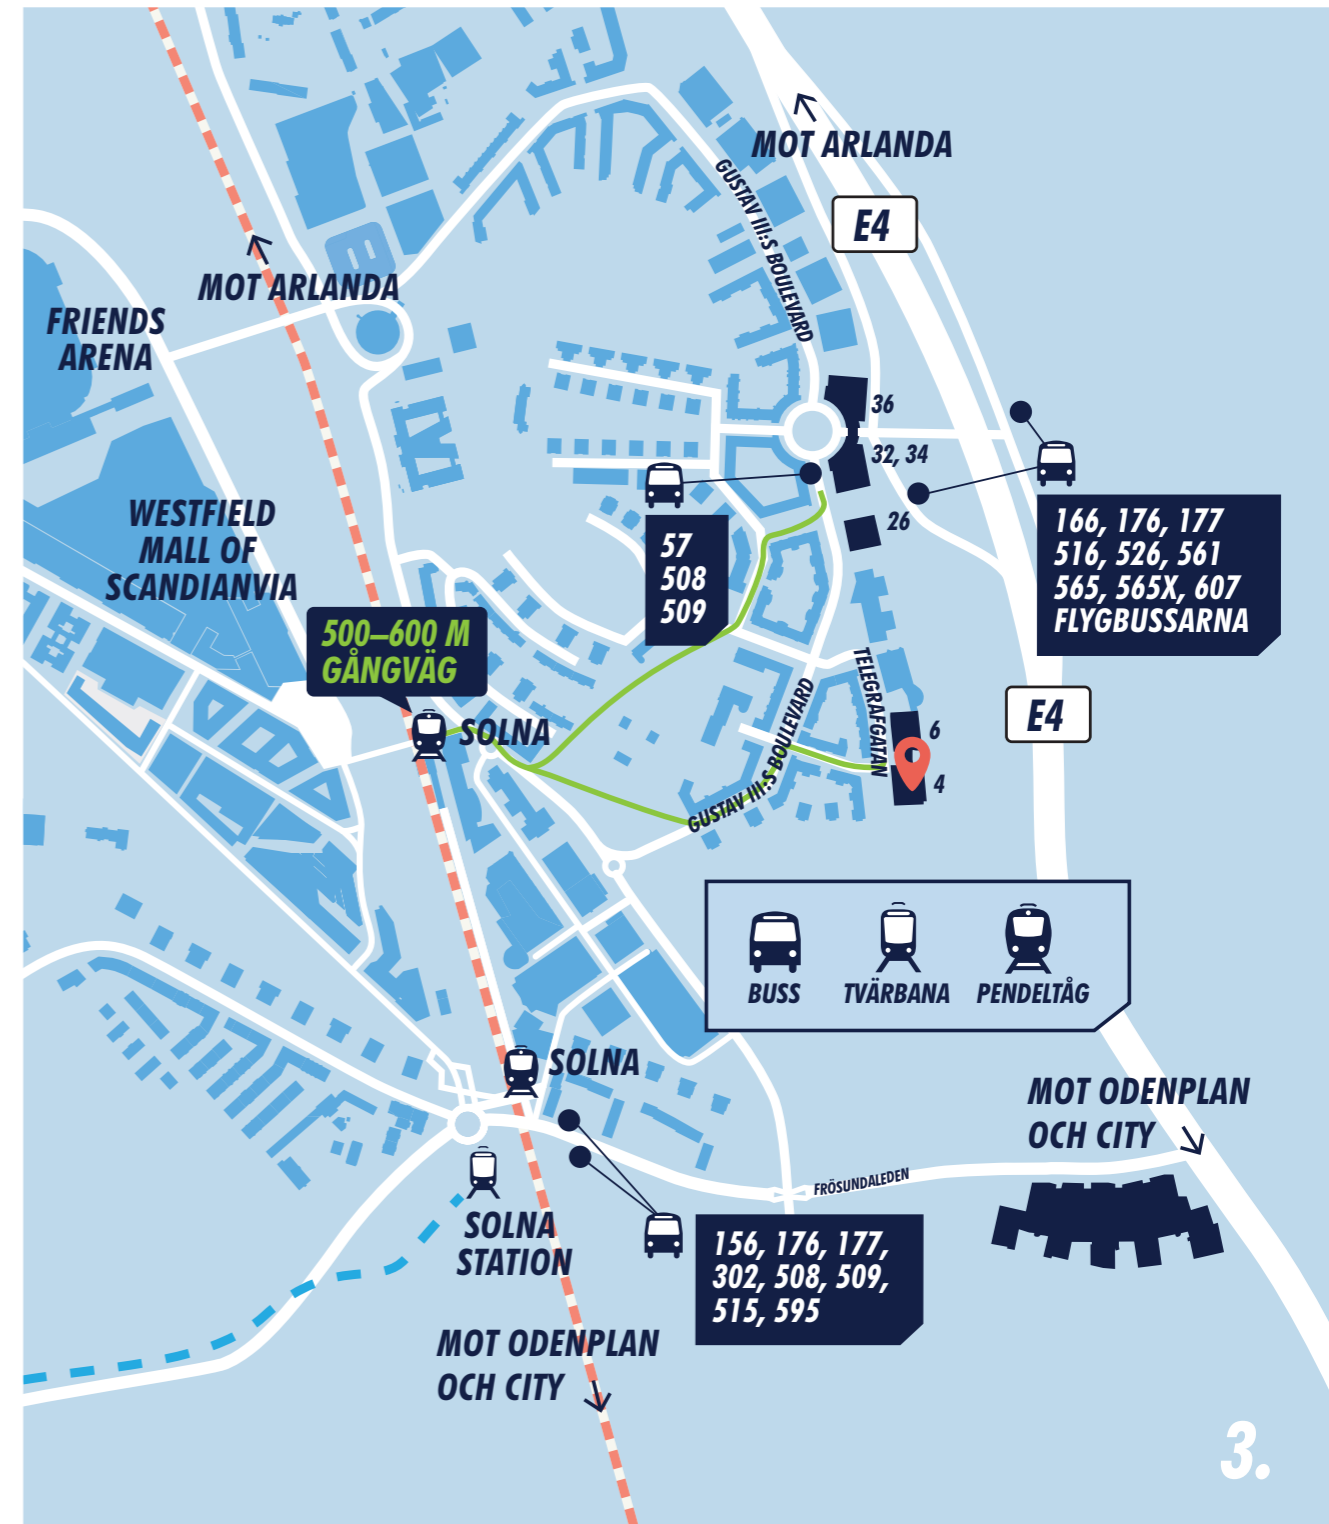 MOT ARLANDA
GUSTAV III:S BOULEVARD
E4
MOT ARLANDA
FRIENDS
ARENA
36
32, 34
26
WESTFIELD
MALL OF
SCANDIANVIA
57
508
509
166, 176, 177
516, 526, 561
565, 565X, 607
FLYGBUSSARNA
500–600 M
GÅNGVÄG
SOLNA
TELEGRAFGATAN
GUSTAV III:S BOULEVARD
E4
6
4
BUSS
TVÄRBANA
PENDELTÅG
SOLNA
MOT ODENPLAN
OCH CITY
FRÖSUNDALEDEN
SOLNA
STATION
156, 176, 177,
302, 508, 509,
515, 595
MOT ODENPLAN
OCH CITY
3.